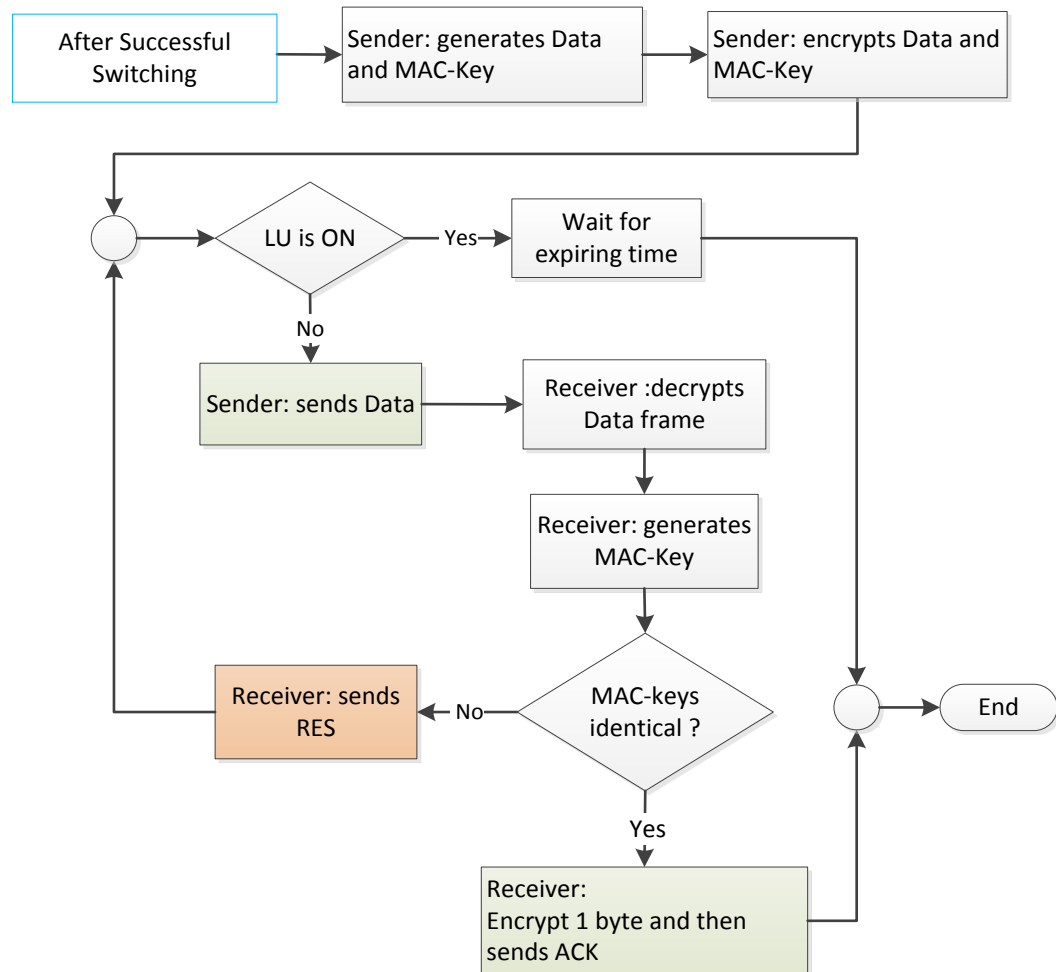 After Successful
Switching
Sender: generates Data
and MAC-Key
Sender: encrypts Data and
MAC-Key
LU is ON
Yes
Wait for
expiring time
No
Sender: sends Data
Receiver :decrypts
Data frame
Receiver: generates
MAC-Key
Receiver: sends
RES
No
MAC-keys
identical ?
End
Yes
Receiver:
Encrypt 1 byte and then
sends ACK